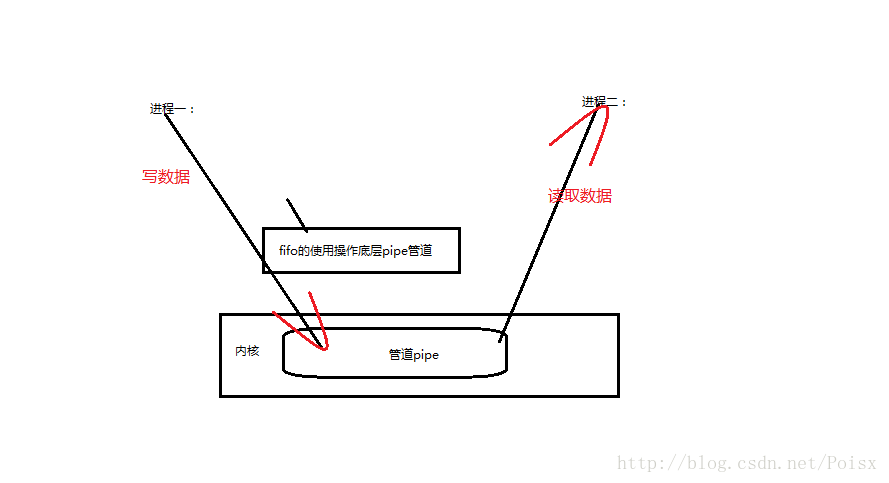 进程一：
进程二：
写数据
读取数据
fifo的使用操作底层pipe管道
内核
管道pipe
http://blog.csdn.net/Poisx